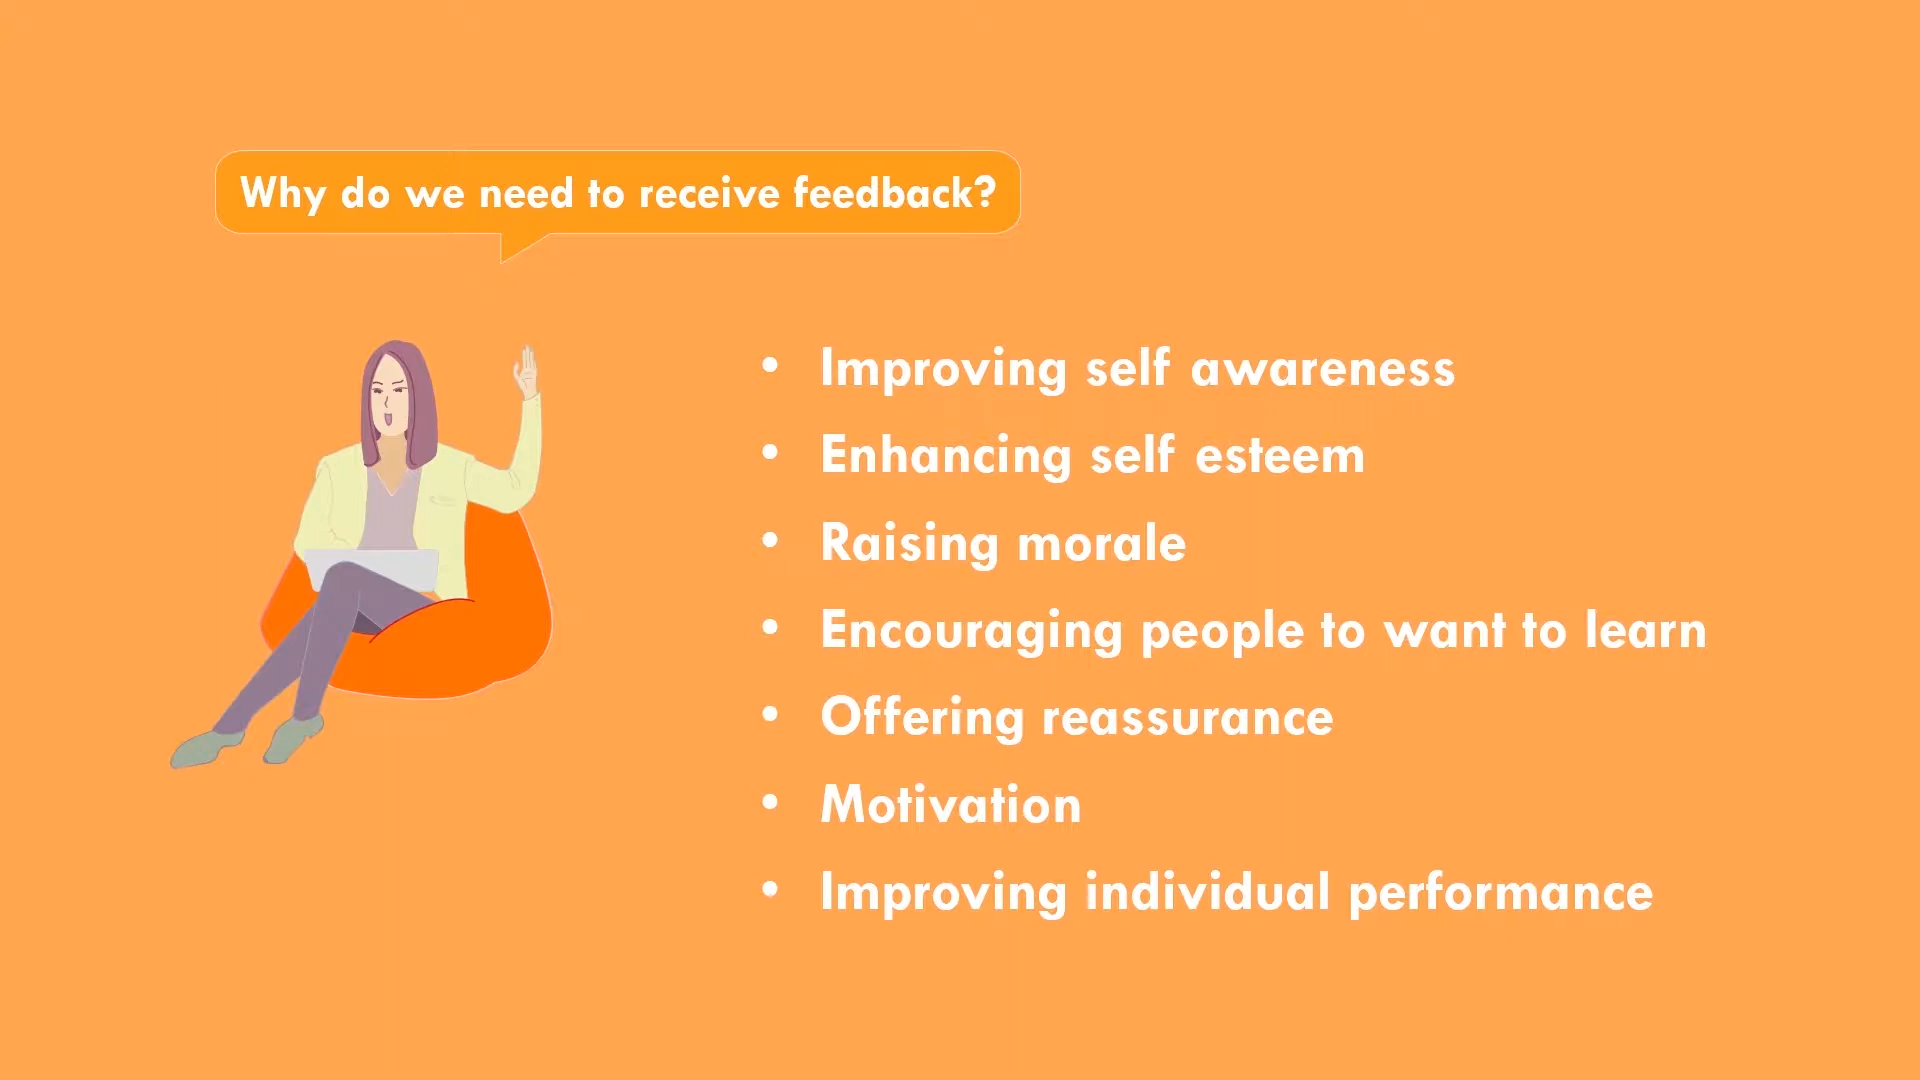 Why do we need to receive feedback?
• Improving self awareness
• Enhancing self esteem
• Raising morale
• Encouraging people to want to learn
• Offering reassurance
• Motivation
• Improving individual performance